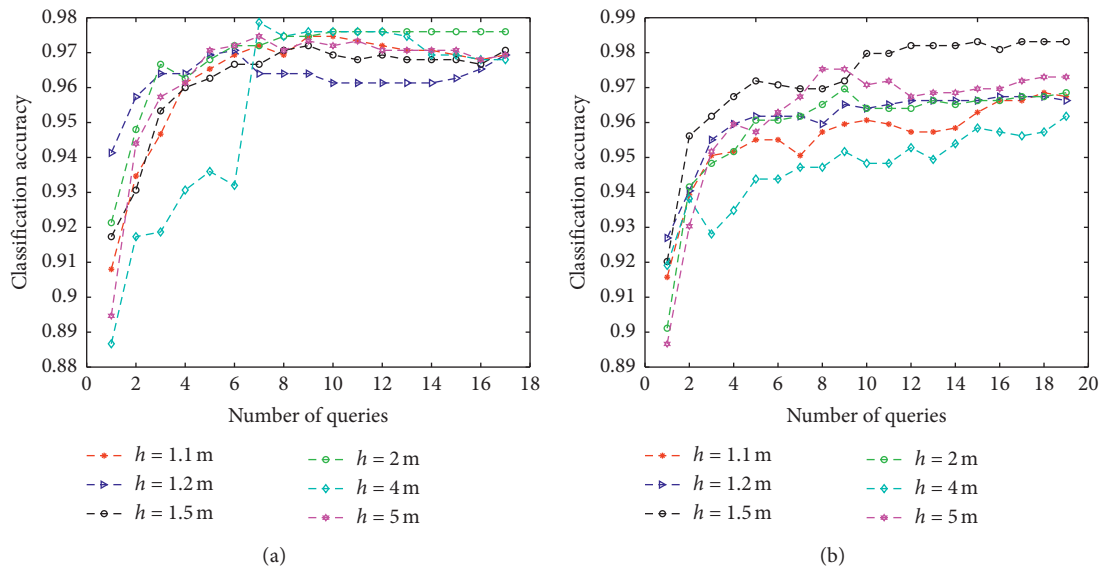 Classification accuracy
0.98
0.97
0.96
0.95
0.94
0.93
0.92
0.91
0.9
0.89
0.88
0 2 4 6 8 10 12 14 16 18
Number of queries
h = 1.1 m
h = 1.2 m
h = 1.5 m
h = 2 m
h = 4 m
h = 5 m
(a)
Classification accuracy
0.99
0.98
0.97
0.96
0.95
0.94
0.93
0.92
0.91
0.9
0.89
0 2 4 6 8 10 12 14 16 18 20
Number of queries
h = 1.1 m
h = 1.2 m
h = 1.5 m
h = 2 m
h = 4 m
h = 5 m
(b)